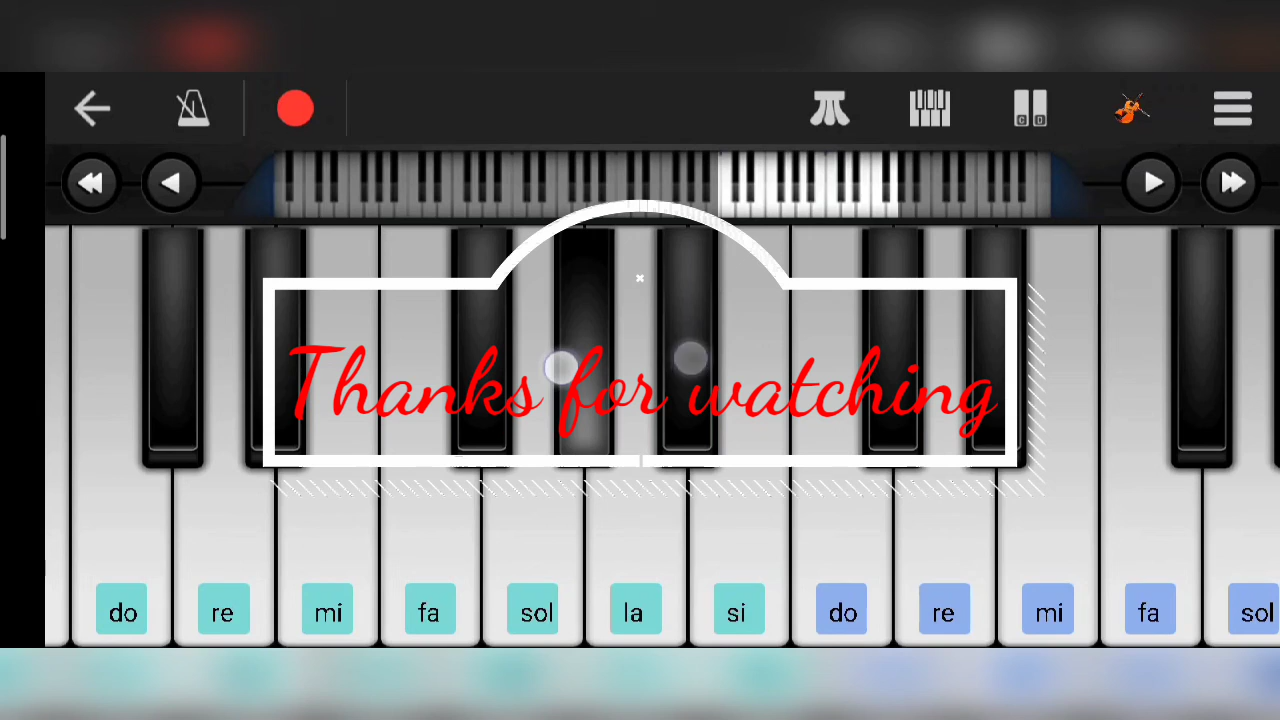 Thanks for watching
do re mi fa sol la si do re mi fa sol